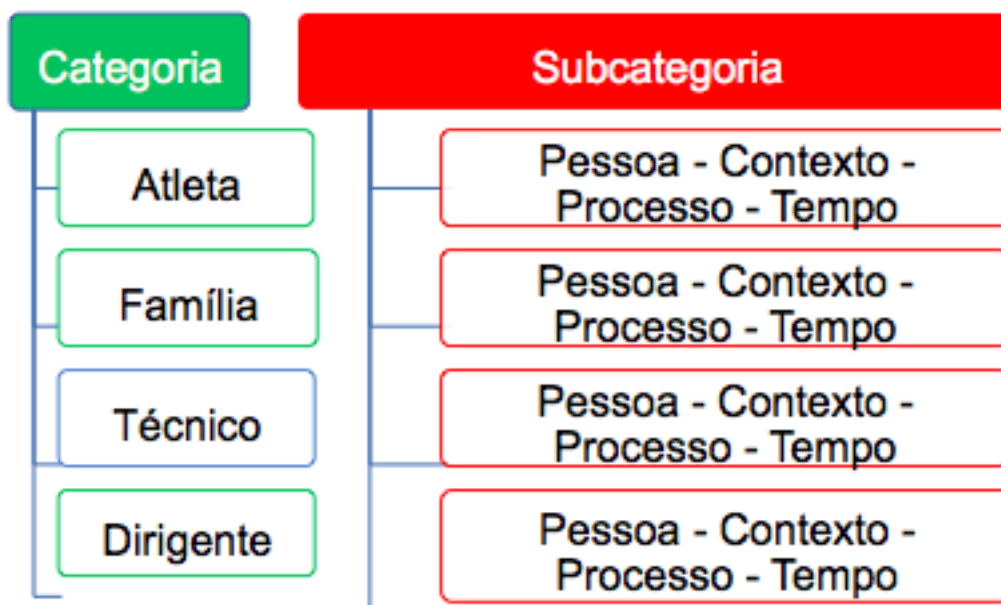 Categoria
Subcategoria
Atleta
Pessoa - Contexto -
Processo - Tempo
Família
Pessoa - Contexto -
Processo - Tempo
Técnico
Pessoa - Contexto -
Processo - Tempo
Dirigente
Pessoa - Contexto -
Processo - Tempo